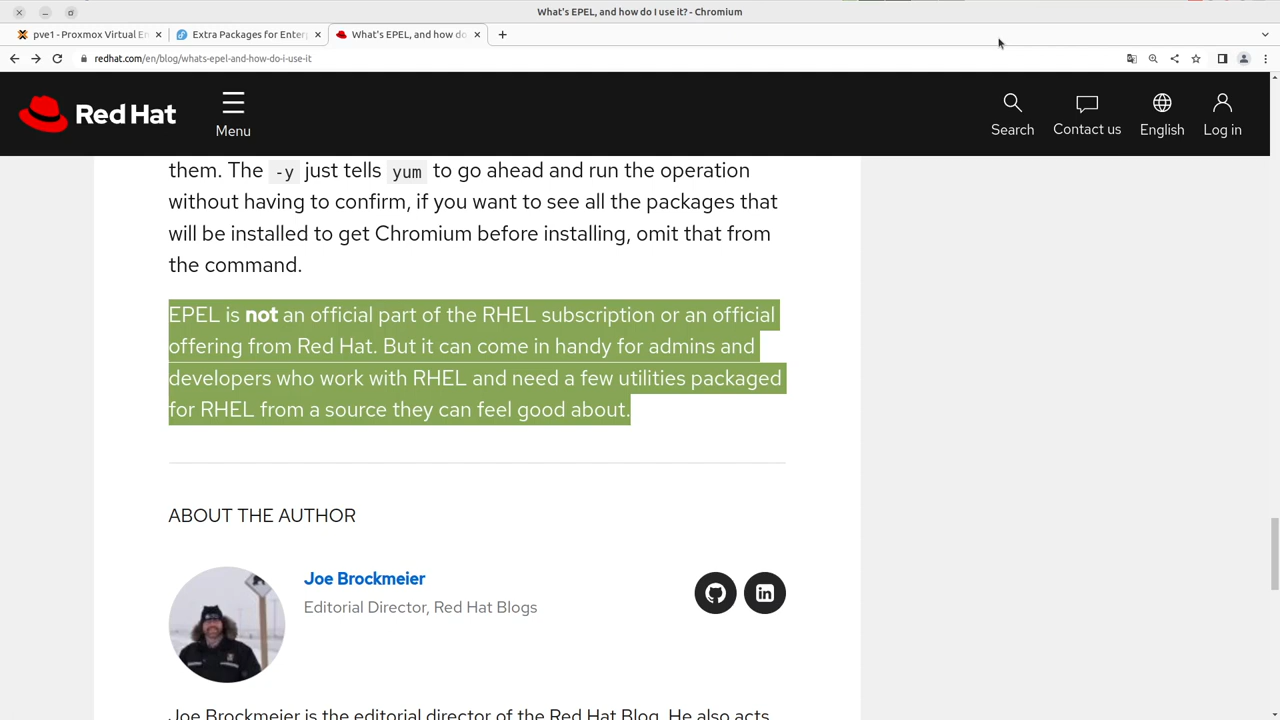 What's EPEL, and how do I use it? - Chromium
pve1 - Proxmox Virtual En
Extra Packages for Enterp
What's EPEL, and how do
redhat.com/en/blog/whats-epel-and-how-do-i-use-it
Red Hat
Menu
Search
Contact us
English
Log in
them. The -y just tells yum to go ahead and run the operation
without having to confirm, if you want to see all the packages that
will be installed to get Chromium before installing, omit that from
the command.
EPEL is not an official part of the RHEL subscription or an official
offering from Red Hat. But it can come in handy for admins and
developers who work with RHEL and need a few utilities packaged
for RHEL from a source they can feel good about.
ABOUT THE AUTHOR
Joe Brockmeier
Editorial Director, Red Hat Blogs
in
Joe Brockmeier is the editorial director of the Red Hat Blog. He also acts